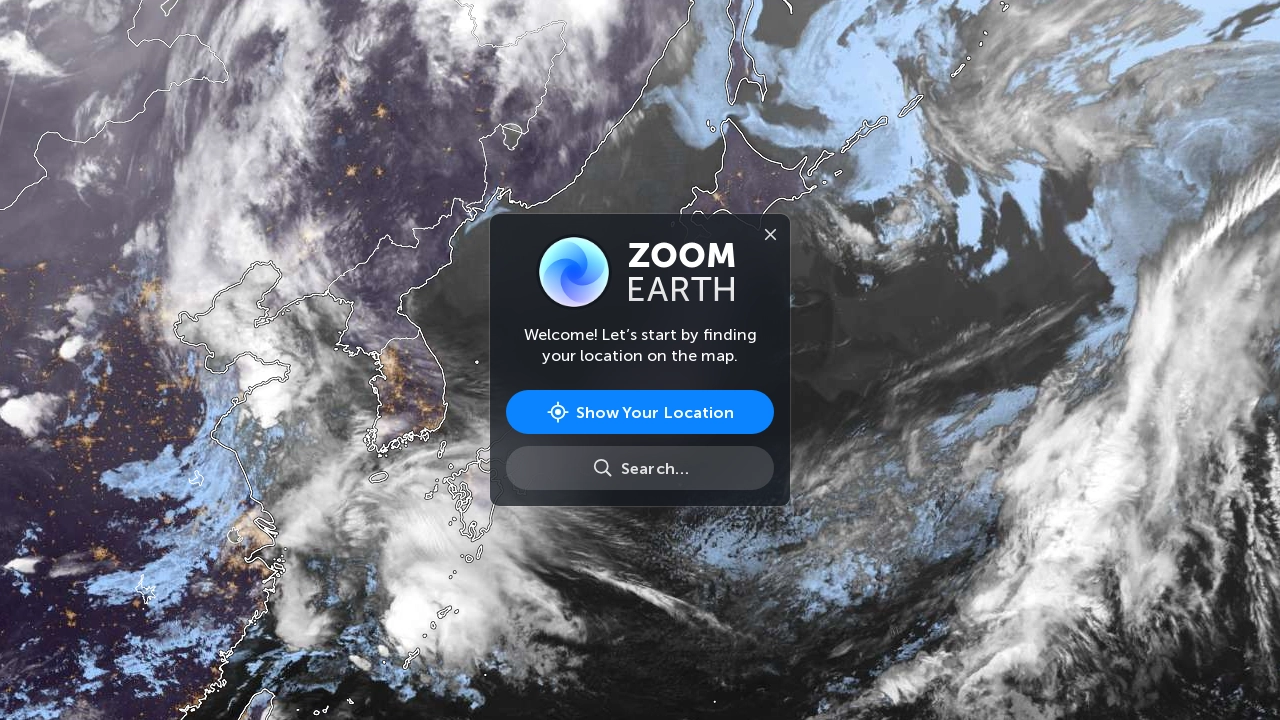 ZOOM
EARTH
Welcome! Let’s start by finding
your location on the map.
Show Your Location
Search...